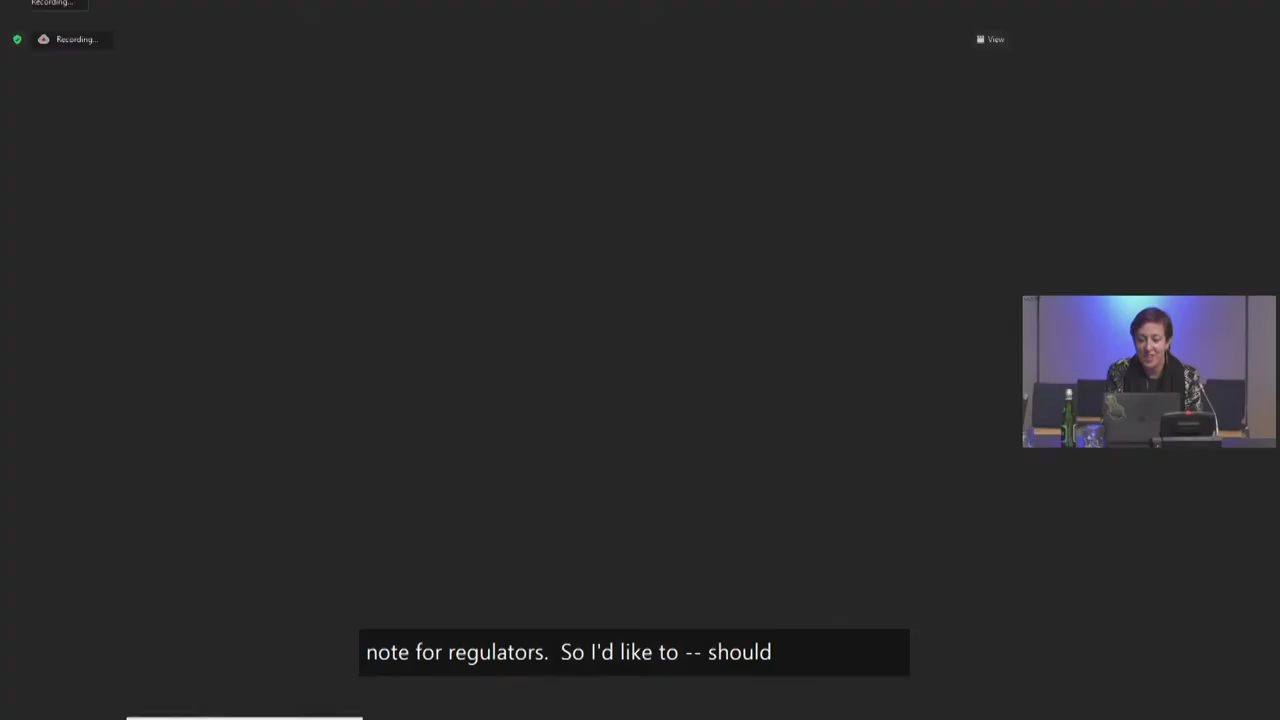 Recording...
Recording...
View
note for regulators.  So I'd like to -- should